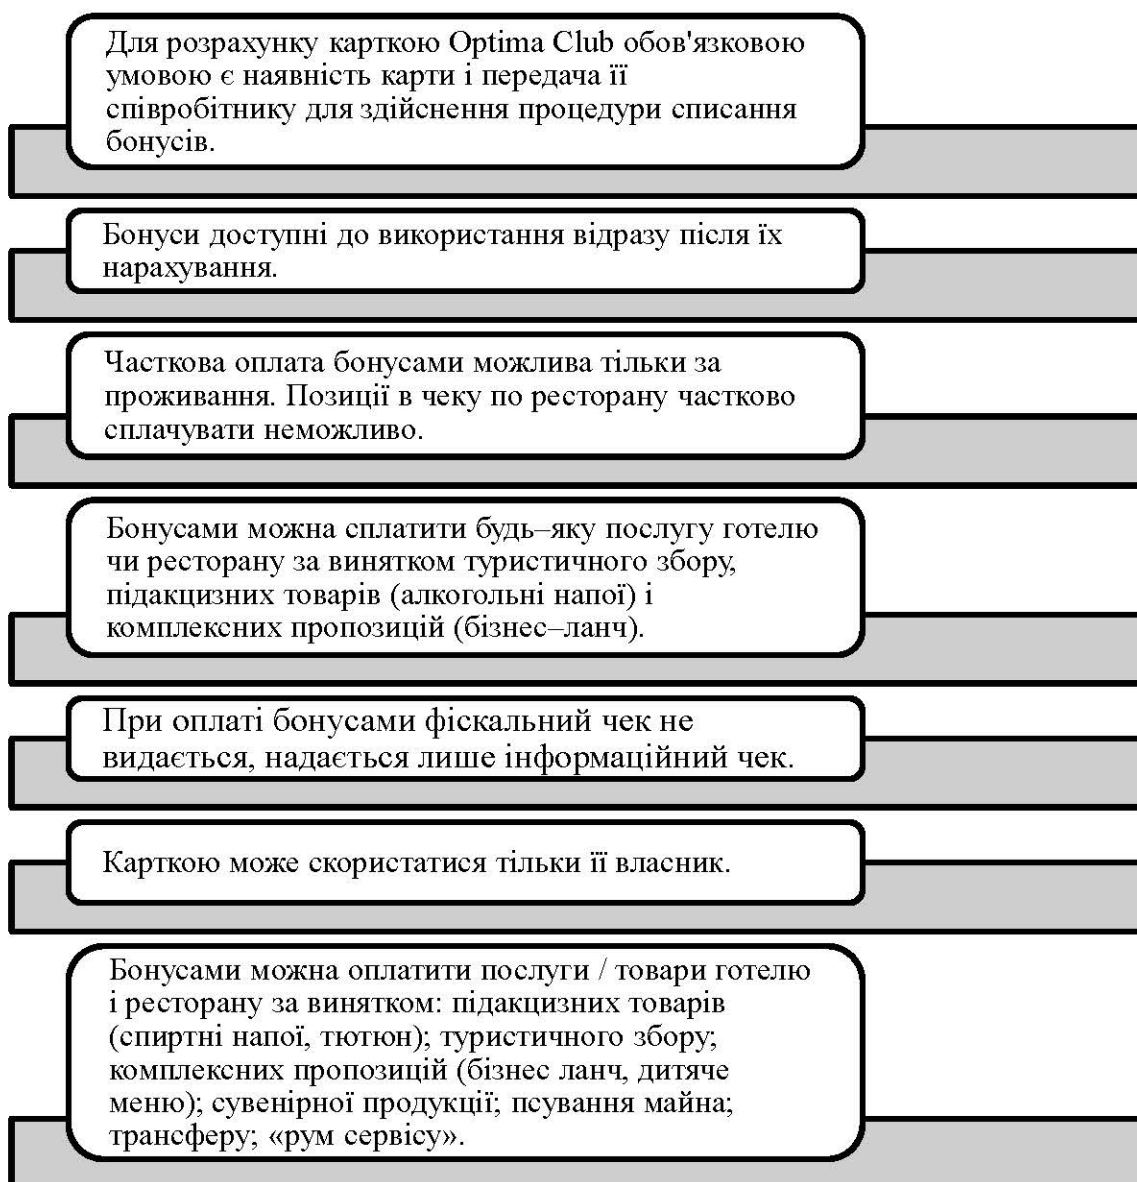 Для розрахунку карткою Optima Club обов'язковою
умовою є наявність карти і передача її
співробітнику для здійснення процедури списання
бонусів.
Бонуси доступні до використання відразу після їх
нарахування.
Часткова оплата бонусами можлива тільки за
проживання. Позиції в чеку по ресторану частково
сплачувати неможливо.
Бонусами можна сплатити будь–яку послугу готелю
чи ресторану за винятком туристичного збору,
підакцизних товарів (алкогольні напої) і
комплексних пропозицій (бізнес–ланч).
При оплаті бонусами фіскальний чек не
видається, надається лише інформаційний чек.
Карткою може скористатися тільки її власник.
Бонусами можна оплатити послуги / товари готелю
і ресторану за винятком: підакцизних товарів
(спиртні напої, тютюн); туристичного збору;
комплексних пропозицій (бізнес ланч, дитяче
меню); сувенірної продукції; псування майна;
трансферу; «рум сервісу».